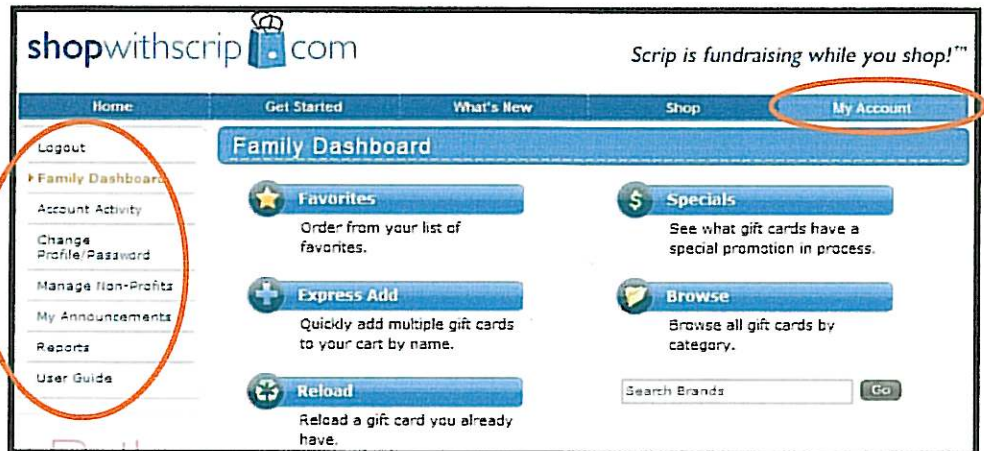 shopwithscrip com
Scrip is fundraising while you shop!™
Home Get Started What's New Shop My Account
Logout
Family Dashboard
Account Activity
Change
Profile/Password
Manage Non-Profits
My Announcements
Reports
User Guide
Family Dashboard
Favorites
Order from your list of
favorites.
Specials
See what gift cards have a
special promotion in process.
Express Add
Quickly add multiple gift cards
to your cart by name.
Browse
Browse all gift cards by
category.
Reload
Reload a gift card you already
have.
Search Brands Go